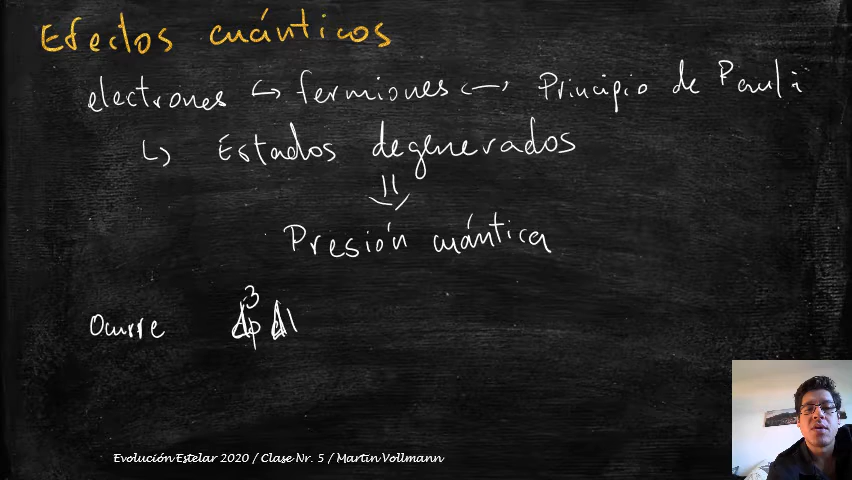 Efectos cuánticos
electrones ↪ fermiones ↔ Principio de Pauli
↪ Estados degenerados
⇓
Presión cuántica
Ocurre
Evolución Estelar 2020 / Clase Nr. 5 / Martin Vollmann